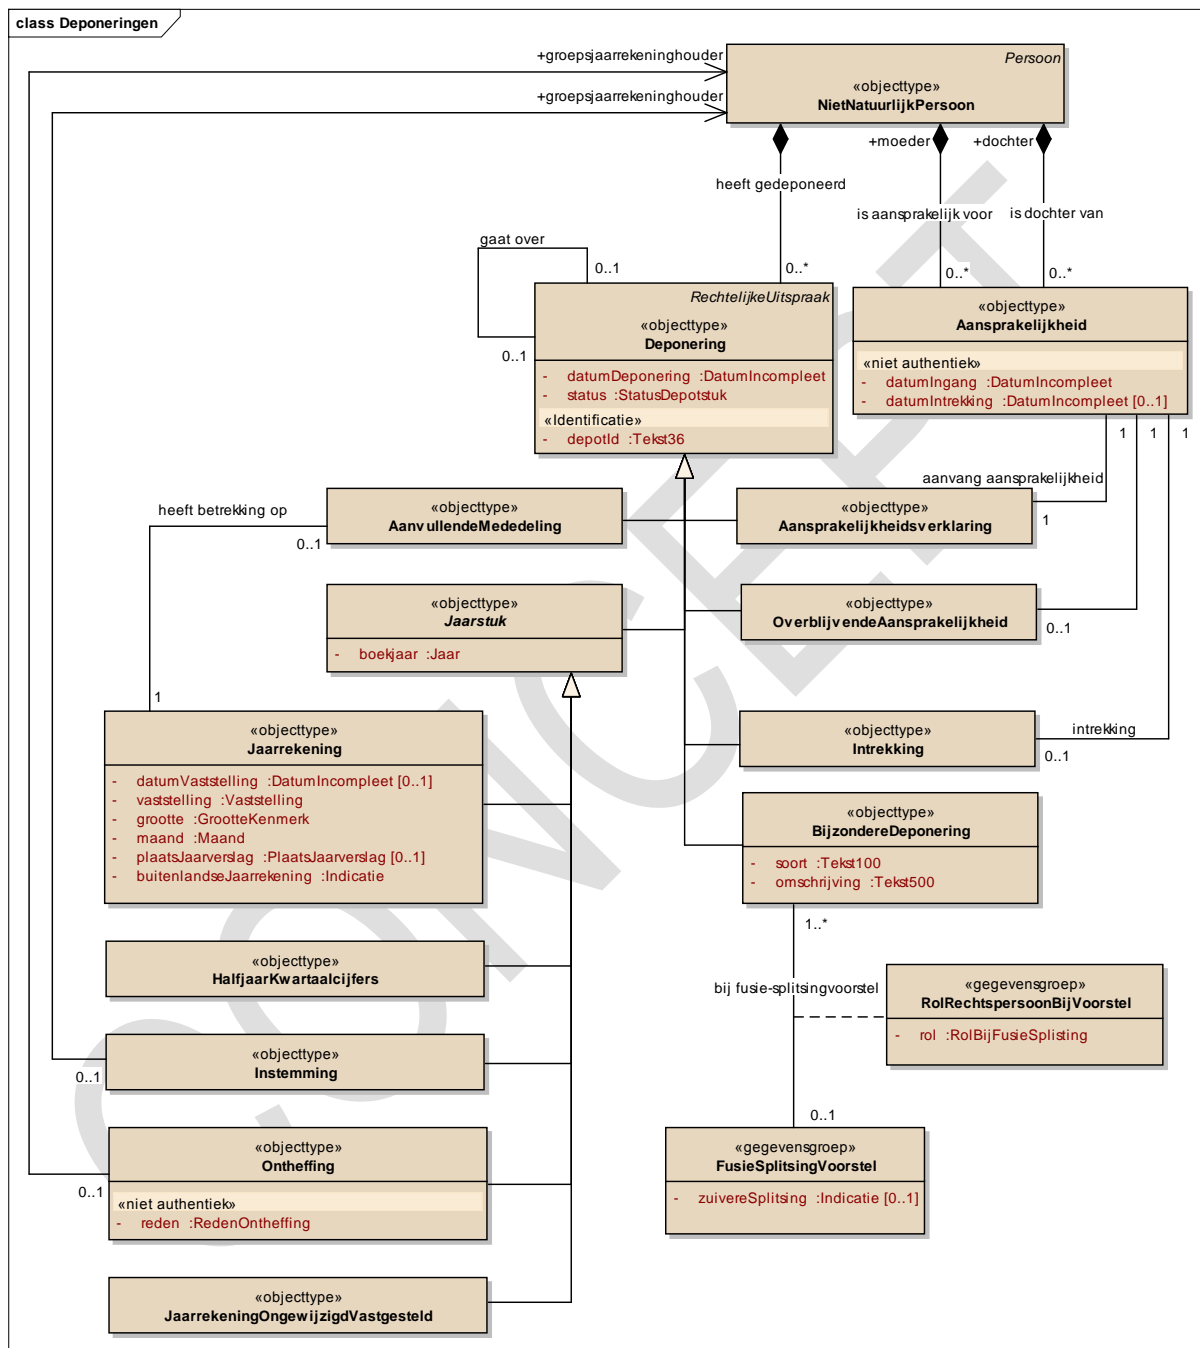 class Deponeringen
+groepsjaarrekeninghouder
+groepsjaarrekeninghouder
Persoon
«objecttype»
NietNatuurlijkPersoon
+moeder
+dochter
heeft gedeponeerd
is aansprakelijk voor
is dochter van
gaat over
0..1
0..1
0..*
0..*
0..*
RechtelijkeUitspraak
«objecttype»
Deponering
- datumDeponering :DatumIncompleet
- status :StatusDepotstuk
«Identificatie»
- depotId :Tekst36
«objecttype»
Aansprakelijkheid
«niet authentiek»
- datumIngang :DatumIncompleet
- datumIntrekking :DatumIncompleet [0..1]
1
1
1
aanvang aansprakelijkheid
1
heeft betrekking op
0..1
«objecttype»
AanvullendeMededeling
«objecttype»
Aansprakelijkheidsverklaring
«objecttype»
Jaarstuk
- boekjaar :Jaar
«objecttype»
OverblijvendeAansprakelijkheid
0..1
1
«objecttype»
Jaarrekening
- datumVaststelling :DatumIncompleet [0..1]
- vaststelling :Vaststelling
- grootte :GrootteKenmerk
- maand :Maand
- plaatsJaarverslag :PlaatsJaarverslag [0..1]
- buitenlandseJaarrekening :Indicatie
«objecttype»
Intrekking
intrekking
0..1
«objecttype»
BijzondereDeponering
- soort :Tekst100
- omschrijving :Tekst500
1..*
«objecttype»
HalfjaarKwartaalcijfers
bij fusie-splitsingvoorstel
«gegevensgroep»
RolRechtspersoonBijVoorstel
- rol :RolBijFusieSplisting
«objecttype»
Instemming
0..1
0..1
«objecttype»
Ontheffing
«niet authentiek»
- reden :RedenOntheffing
0..1
«gegevensgroep»
FusieSplitsingVoorstel
- zuivereSplitsing :Indicatie [0..1]
«objecttype»
JaarrekeningOngewijzigdVastgesteld
CONCEPT